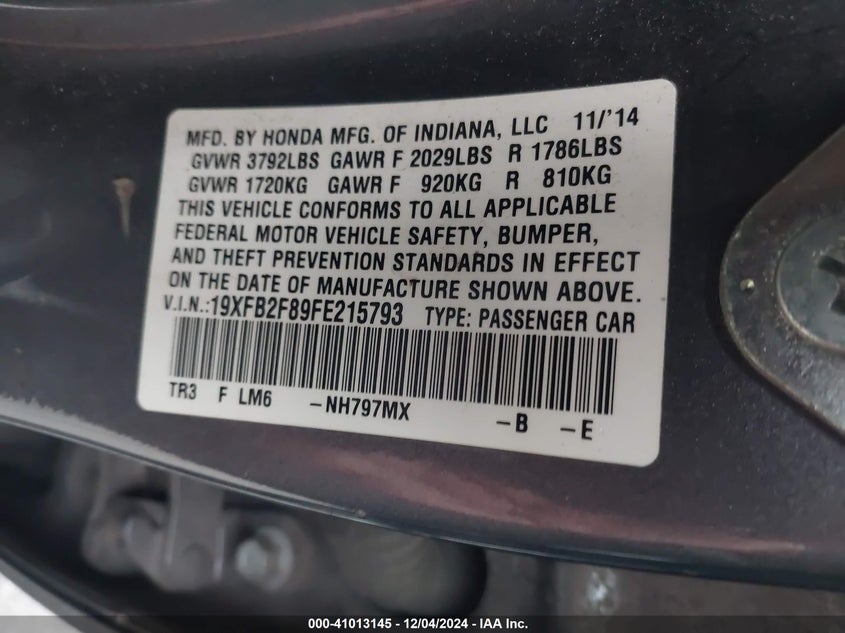 MFD. BY HONDA MFG. OF INDIANA, LLC 11/'14
GVWR 3792LBS GAWR F 2029LBS R 1786LBS
GVWR 1720KG GAWR F 920KG R 810KG
THIS VEHICLE CONFORMS TO ALL APPLICABLE
FEDERAL MOTOR VEHICLE SAFETY, BUMPER,
AND THEFT PREVENTION STANDARDS IN EFFECT
ON THE DATE OF MANUFACTURE SHOWN ABOVE.
V.I.N.:19XFB2F89FE215793 TYPE: PASSENGER CAR
TR3 F LM6 -NH797MX -B -E
000-41013145 - 12/04/2024 - IAA Inc.